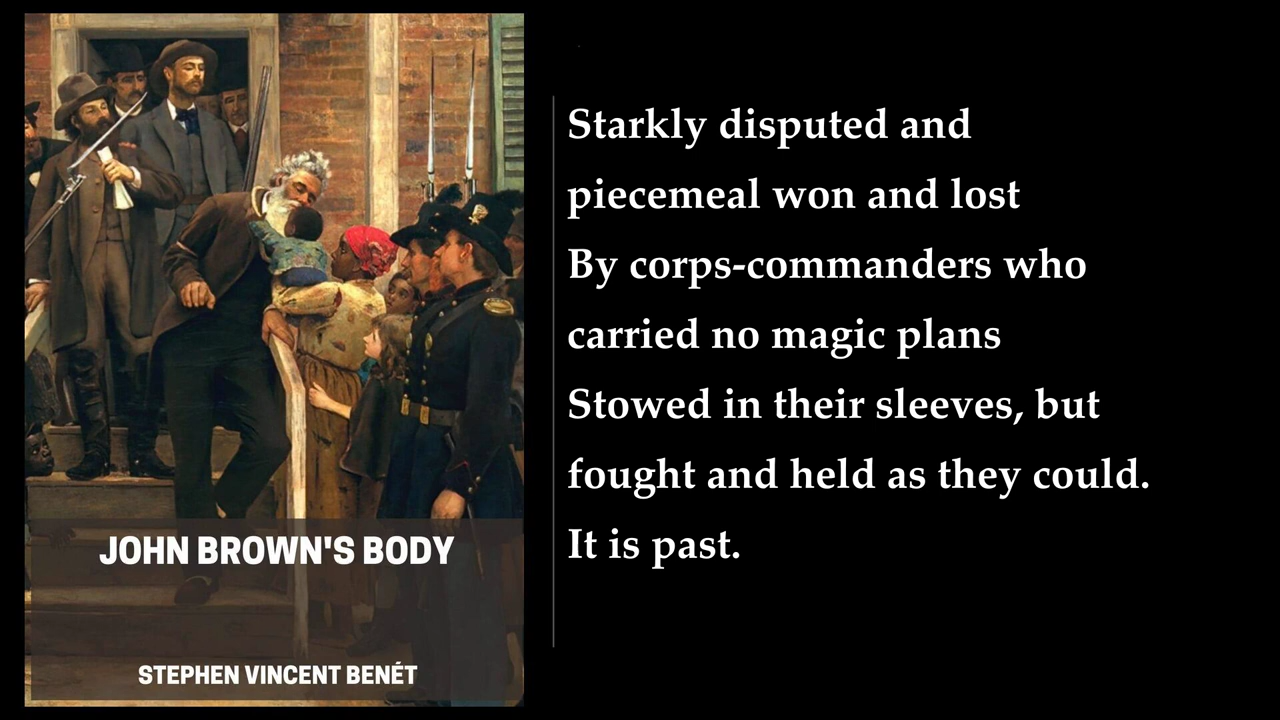 JOHN BROWN'S BODY
STEPHEN VINCENT BENÉT
Starkly disputed and
piecemeal won and lost
By corps-commanders who
carried no magic plans
Stowed in their sleeves, but
fought and held as they could.
It is past.